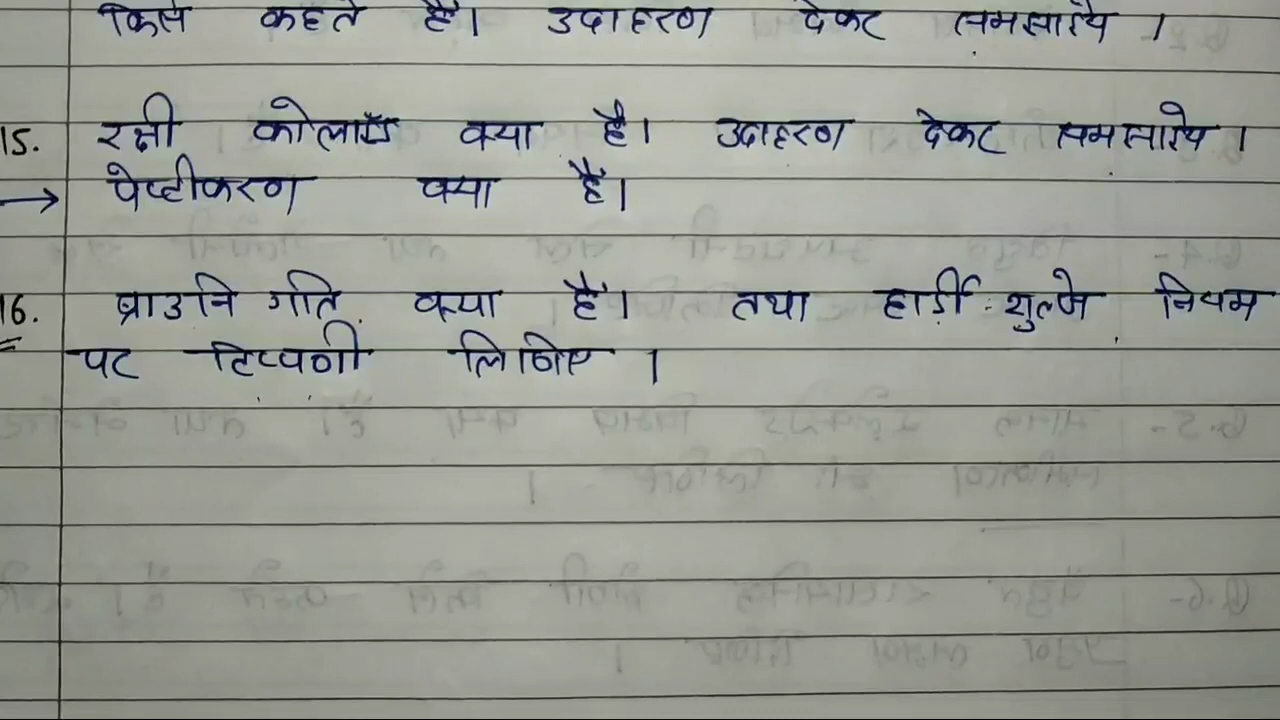 किसे कहते है। उदाहरण देकर समझाये ।
15. रक्षी कोलाइड क्या है। उदाहरण देकर समझाये ।
→ पेप्टीकरण क्या है।
16. ब्राउनि गति क्या है। तथा हार्डी शुल्जे नियम
पर टिप्पणी लिखिए ।